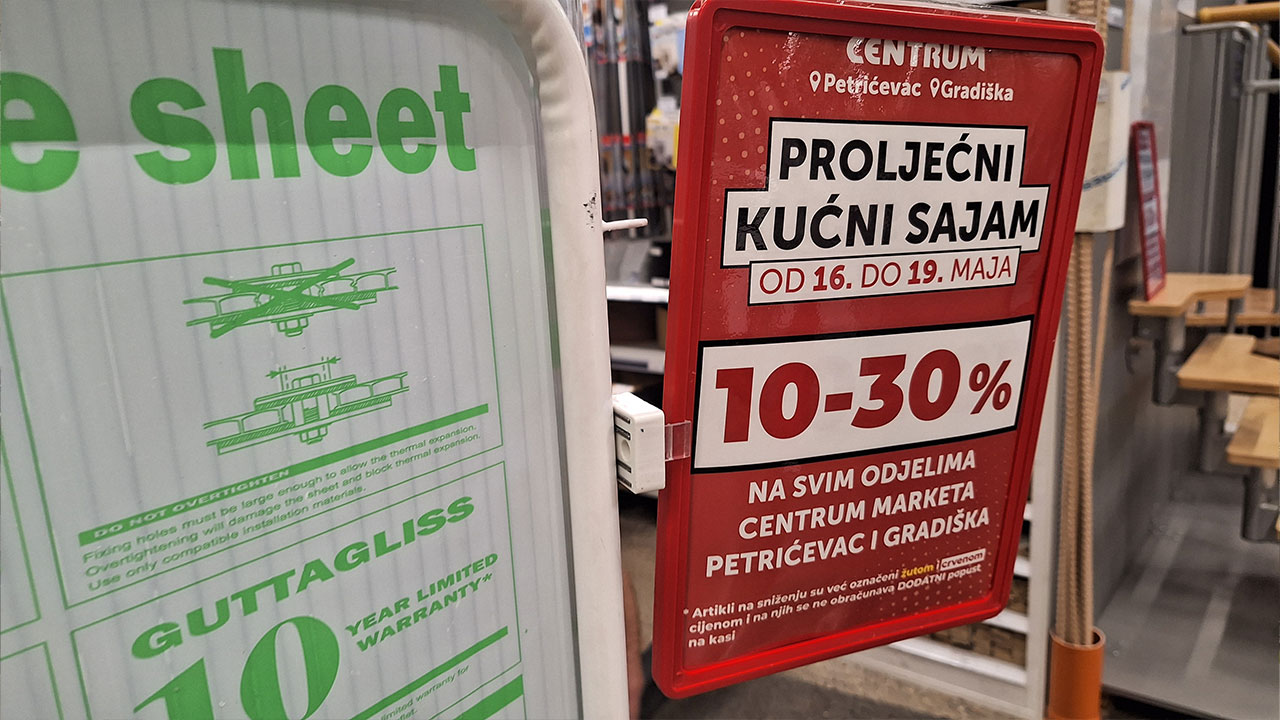 e sheet
DO NOT OVERTIGHTEN
Fixing holes must be large enough to allow the thermal expansion.
Overtightening will damage the sheet and block thermal expansion.
Use only compatible installation materials.
GUTTAGLISS
10 YEAR LIMITED
WARRANTY*
limited warranty for
CENTRUM
Petrićevac Gradiška
PROLJEĆNI
KUĆNI SAJAM
OD 16. DO 19. MAJA
10-30%
NA SVIM ODJELIMA
CENTRUM MARKETA
PETRIĆEVAC I GRADIŠKA
* Artikli na sniženju su već označeni žutom i crvenom
cijenom i na njih se ne obračunava DODATNI popust
na kasi